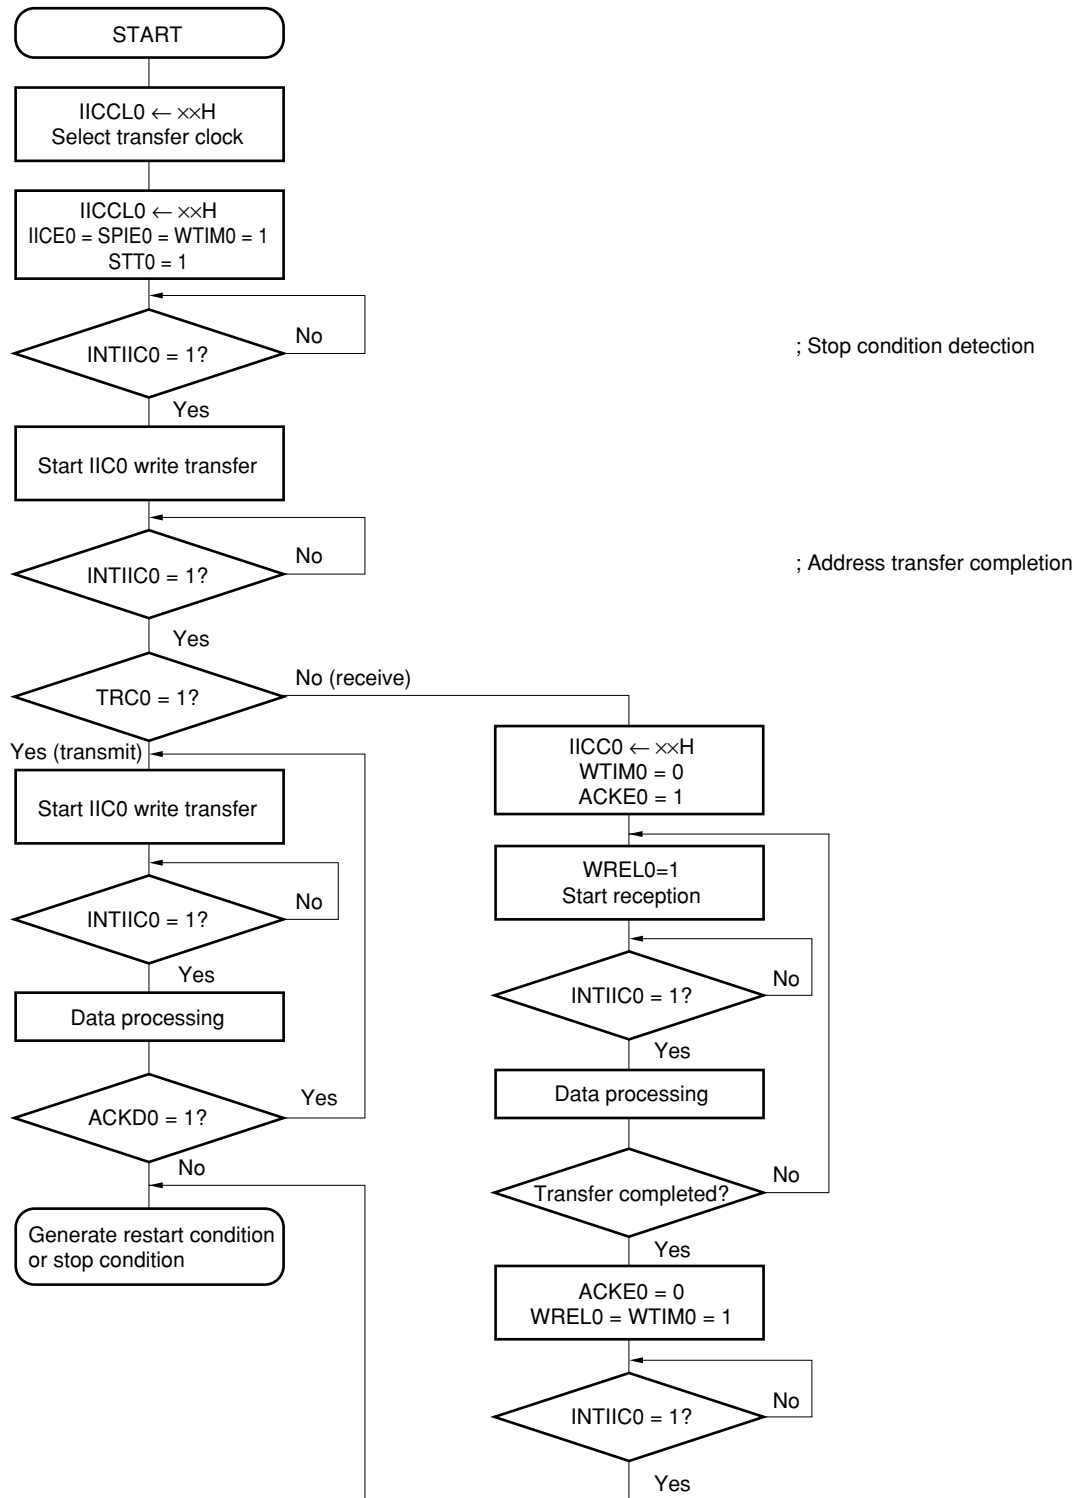 START
IICCL0 ← ××H
Select transfer clock
IICCL0 ← ××H
IICE0 = SPIE0 = WTIM0 = 1
STT0 = 1
No
INTIIC0 = 1?
; Stop condition detection
Yes
Start IIC0 write transfer
No
INTIIC0 = 1?
; Address transfer completion
Yes
TRC0 = 1?
No (receive)
Yes (transmit)
Start IIC0 write transfer
INTIIC0 = 1?
No
Yes
Data processing
ACKD0 = 1?
Yes
No
Generate restart condition
or stop condition
IICC0 ← ××H
WTIM0 = 0
ACKE0 = 1
WREL0=1
Start reception
INTIIC0 = 1?
No
Yes
Data processing
Transfer completed?
No
Yes
ACKE0 = 0
WREL0 = WTIM0 = 1
INTIIC0 = 1?
No
Yes